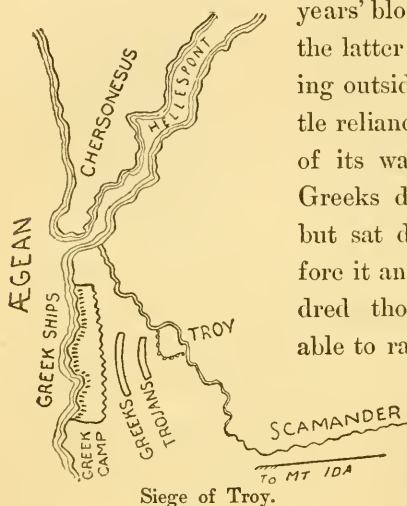 years' blo
the latter
ing outsid
tle relianc
of its wa
Greeks d
but sat d
fore it an
dred tho
able to ra
CHERSONESUS
HELLESPONT
ÆGEAN
GREEK SHIPS
GREEK CAMP
GREEKS
TROJANS
TROY
SCAMANDER
TO MT IDA
Siege of Troy.